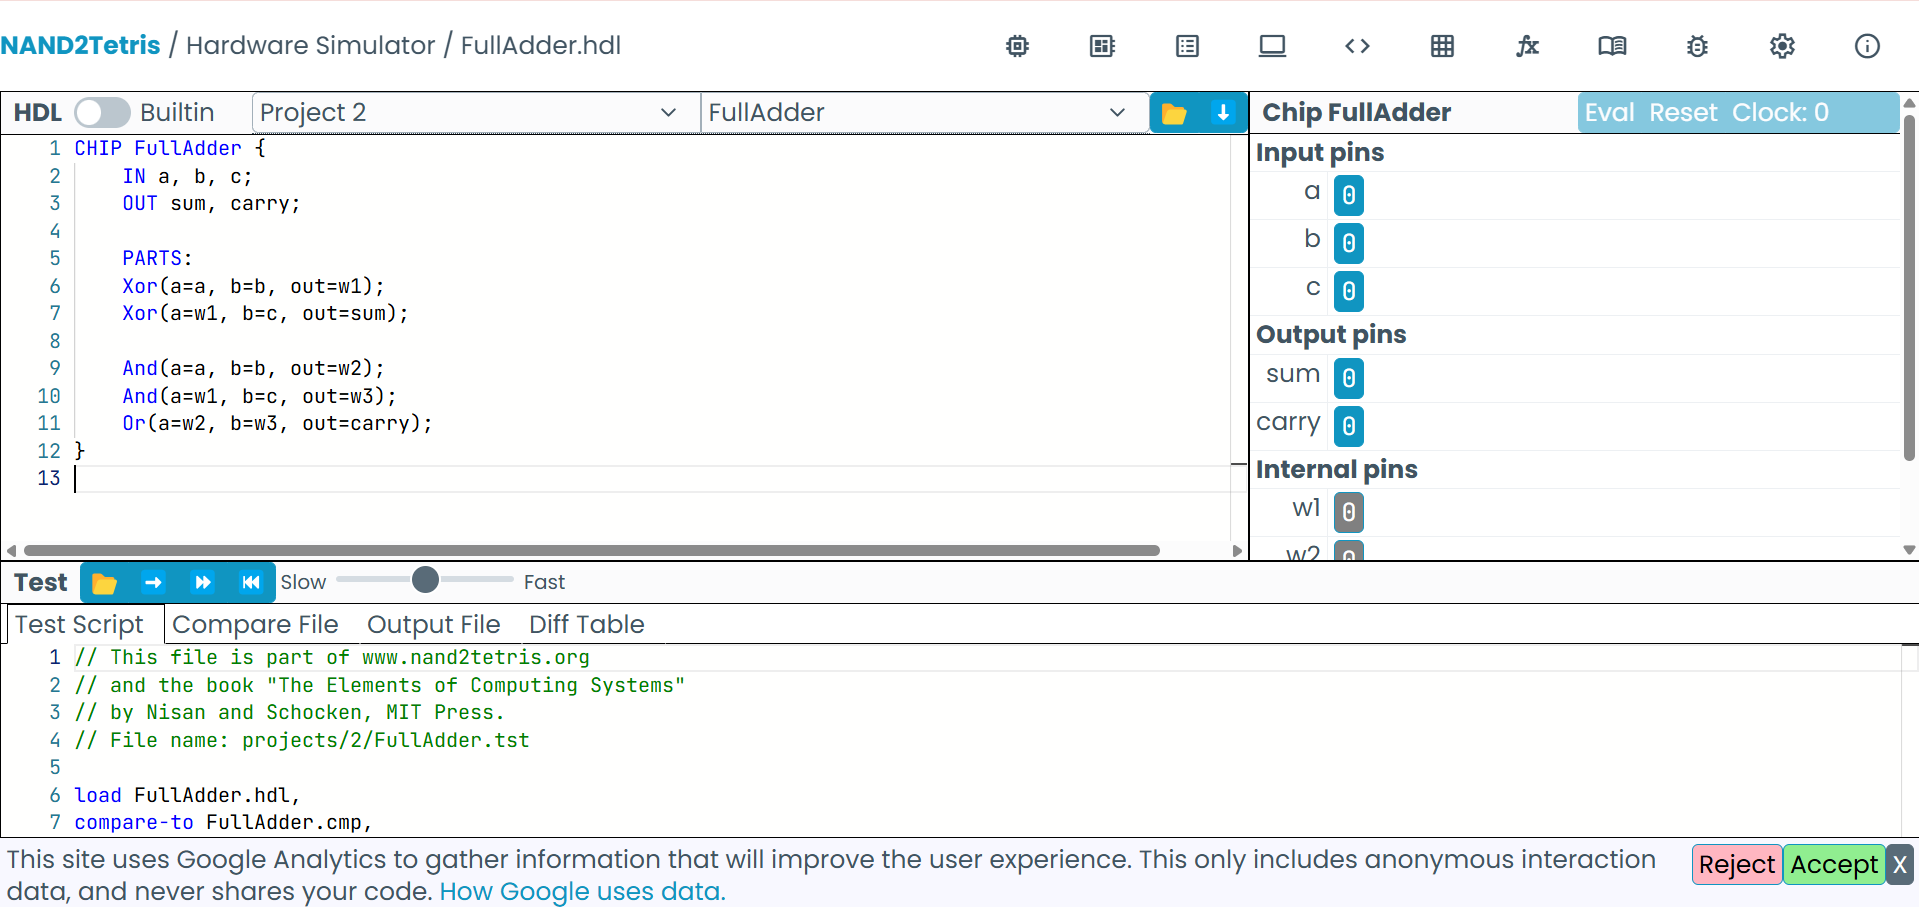 NAND2Tetris / Hardware Simulator / FullAdder.hdl
HDL Builtin Project 2 FullAdder
1 CHIP FullAdder {
2 IN a, b, c;
3 OUT sum, carry;
4
5 PARTS:
6 Xor(a=a, b=b, out=w1);
7 Xor(a=w1, b=c, out=sum);
8
9 And(a=a, b=b, out=w2);
10 And(a=w1, b=c, out=w3);
11 Or(a=w2, b=w3, out=carry);
12 }
13
Chip FullAdder Eval Reset Clock: 0
Input pins
a 0
b 0
c 0
Output pins
sum 0
carry 0
Internal pins
w1 0
w2 0
Test Slow Fast
Test Script Compare File Output File Diff Table
1 // This file is part of www.nand2tetris.org
2 // and the book "The Elements of Computing Systems"
3 // by Nisan and Schocken, MIT Press.
4 // File name: projects/2/FullAdder.tst
5
6 load FullAdder.hdl,
7 compare-to FullAdder.cmp,
This site uses Google Analytics to gather information that will improve the user experience. This only includes anonymous interaction
data, and never shares your code. How Google uses data.
Reject Accept X